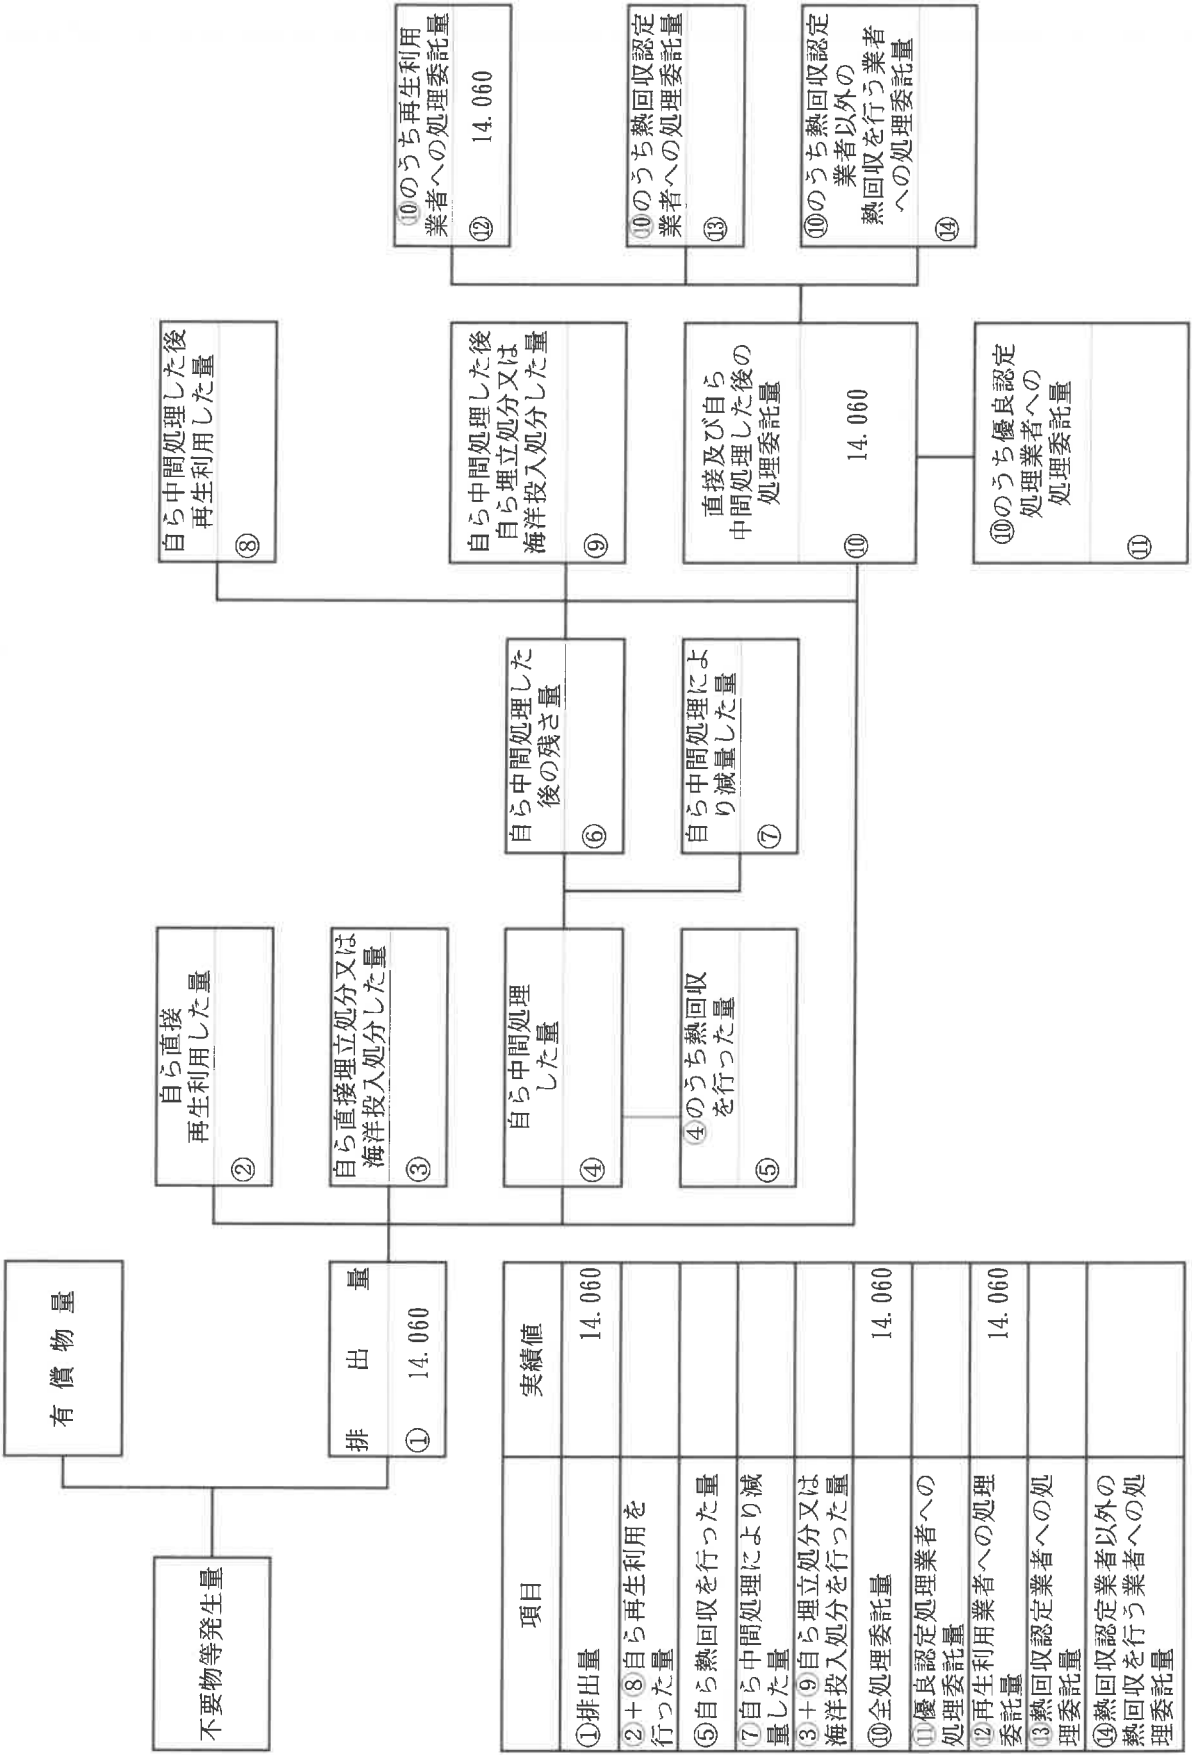 有償物量
不要物等発生量
排出量
① 14.060
自ら直接
再生利用した量
②
自ら直接埋立処分又は
海洋投入処分した量
③
自ら中間処理
した量
④
④のうち熱回収
を行った量
⑤
自ら中間処理した
後の残さ量
⑥
自ら中間処理によ
り減量した量
⑦
自ら中間処理した後
再生利用した量
⑧
自ら中間処理した後
自ら埋立処分又は
海洋投入処分した量
⑨
直接及び自ら
中間処理した後の
処理委託量
⑩ 14.060
⑩のうち優良認定
処理業者への
処理委託量
⑪
⑩のうち再生利用
業者への処理委託量
⑫ 14.060
⑩のうち熱回収認定
業者への処理委託量
⑬
⑩のうち熱回収認定
業者以外の
熱回収を行う業者
への処理委託量
⑭
項目 実績値
①排出量 14.060
②+⑧自ら再生利用を
行った量
⑤自ら熱回収を行った量
⑦自ら中間処理により減
量した量
③+⑨自ら埋立処分又は
海洋投入処分を行った量
⑩全処理委託量 14.060
⑪優良認定処理業者への
処理委託量
⑫再生利用業者への処理
委託量 14.060
⑬熱回収認定業者への処
理委託量
⑭熱回収認定業者以外の
熱回収を行う業者への処
理委託量